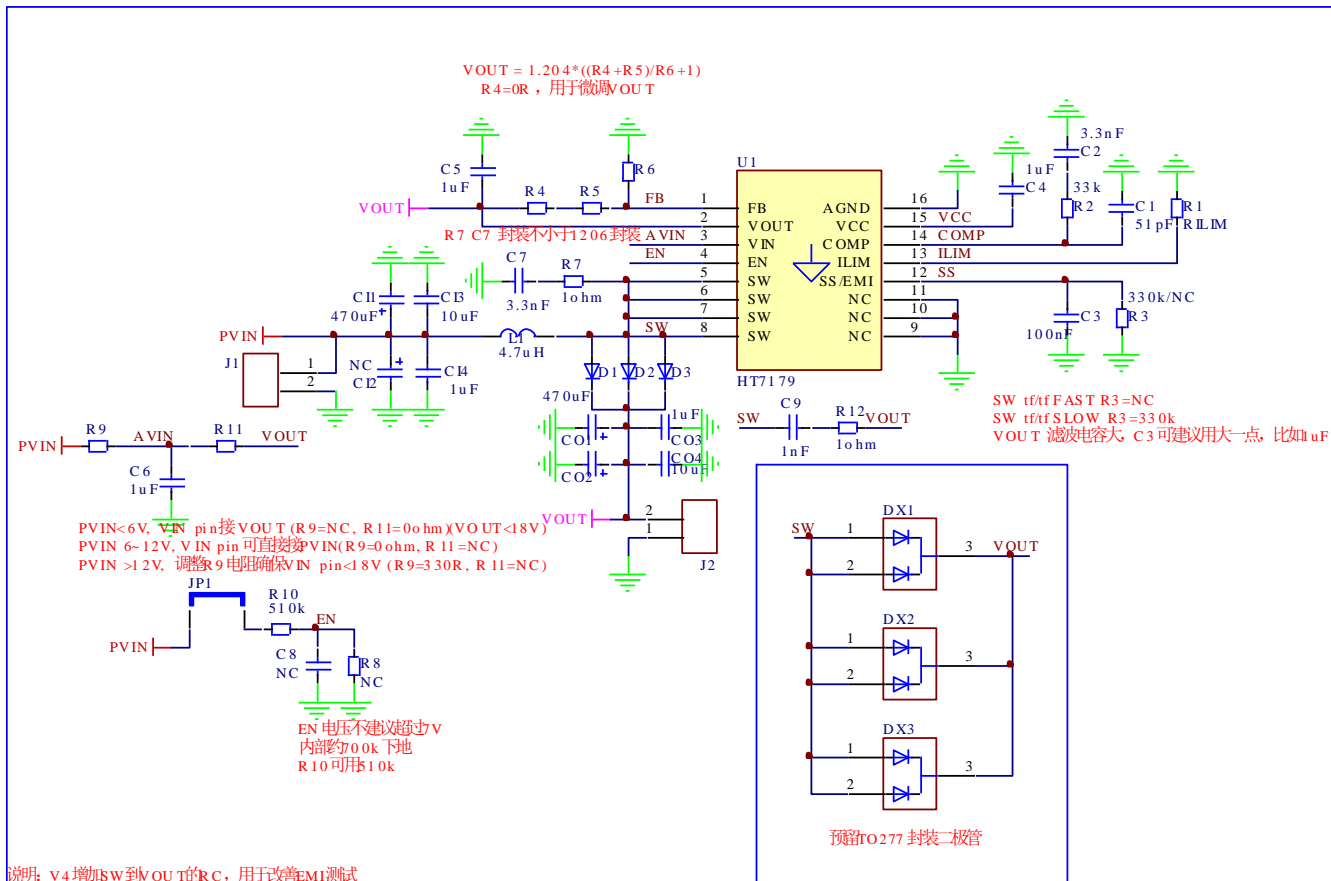 VOUT = 1.204*((R4+R5)/R6+1)
R4=0R ，用于微调VOUT
C5
1uF
R6
R4
R5
VOUT
FB
R7 C7 封装不小于1206封装
AVIN
EN
C7
3.3nF
R7
1ohm
SW
U1
1
2
3
4
5
6
7
8
FB
VOUT
VIN
EN
SW
SW
SW
SW
AGND
VCC
COMP
ILIM
SS/EMI
NC
NC
NC
16
15
14
13
12
11
10
9
HT7179
VCC
COMP
ILIM
SS
3.3nF
C2
1uF
C4
33k
R2
C1
51pF
R1
RILIM
330k/NC
R3
C3
100nF
SW tf/tf FAST R3=NC
SW tf/tf SLOW R3=330k
VOUT 滤波电容大，C3可建议用大一点，比如1uF
CI1
470uF
CI3
10uF
PVIN
L1
4.7uH
J1
1
2
NC
CI2
CI4
1uF
D1
D2
D3
470uF
1uF
CO1
CO3
CO2
CO4
10uF
VOUT
2
1
J2
SW
C9
1nF
R12
1ohm
VOUT
PVIN
R9
AVIN
R11
VOUT
C6
1uF
PVIN<6V, VIN pin接 VOUT (R9=NC, R11=0ohm)(VOUT<18V)
PVIN 6~12V, VIN pin可直接接PVIN(R9=0ohm, R11=NC)
PVIN >12V, 调整R9电阻确保VIN pin<18V (R9=330R, R11=NC)
JP1
PVIN
R10
510k
EN
C8
NC
R8
NC
EN 电压不建议超过7V
内部约700k下地
R10可用510k
SW
DX1
1
2
3
VOUT
DX2
1
2
3
DX3
1
2
3
预留TO277 封装二极管
说明：V4增加SW到VOUT的RC，用于改善EMI测试